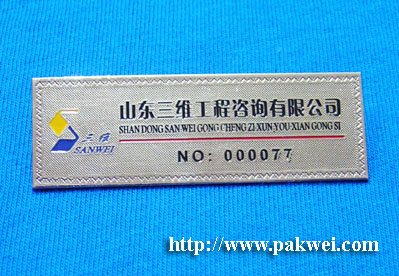 山东三维工程咨询有限公司
SHAN DONG SAN WEI GONG CHENG ZI XUN YOU XIAN GONG SI
三维
SANWEI
NO: 000077
http://www.pakwei.com